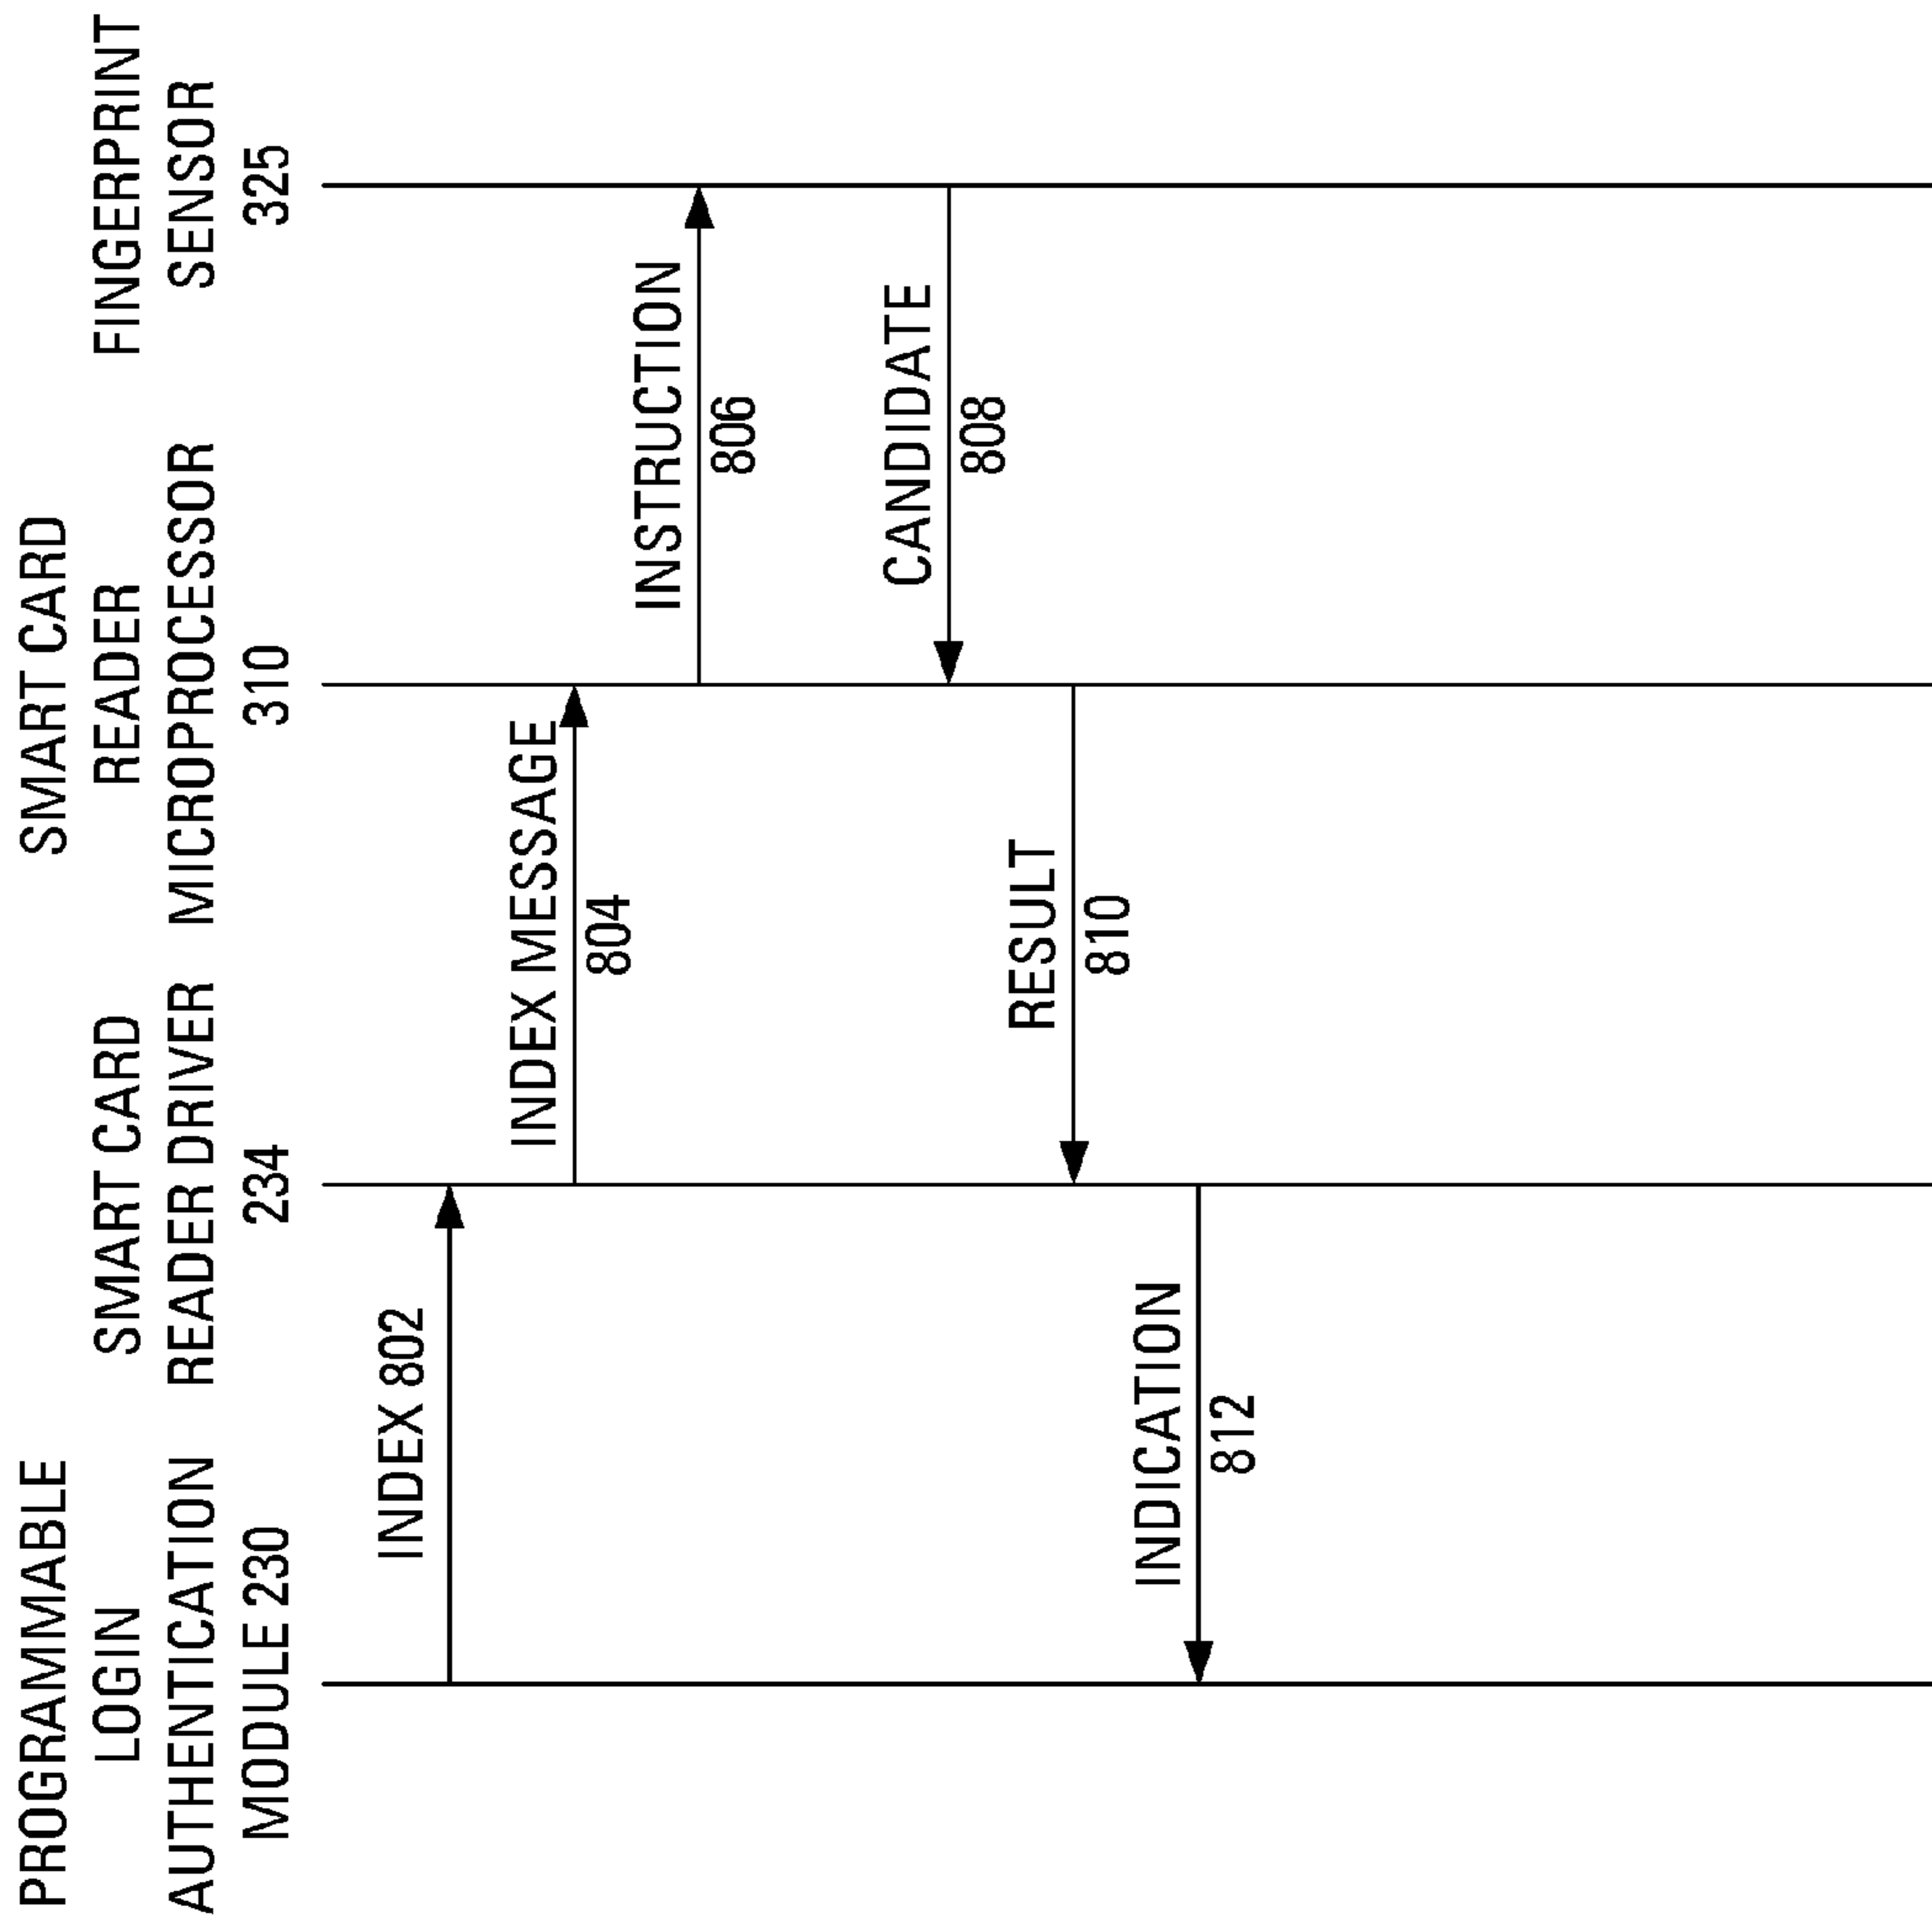 PROGRAMMABLE
LOGIN
AUTHENTICATION
MODULE 230
SMART CARD
READER DRIVER
234
SMART CARD
READER
MICROPROCESSOR
310
FINGERPRINT
SENSOR
325
INDEX 802
INDEX MESSAGE
804
INSTRUCTION
806
CANDIDATE
808
RESULT
810
INDICATION
812